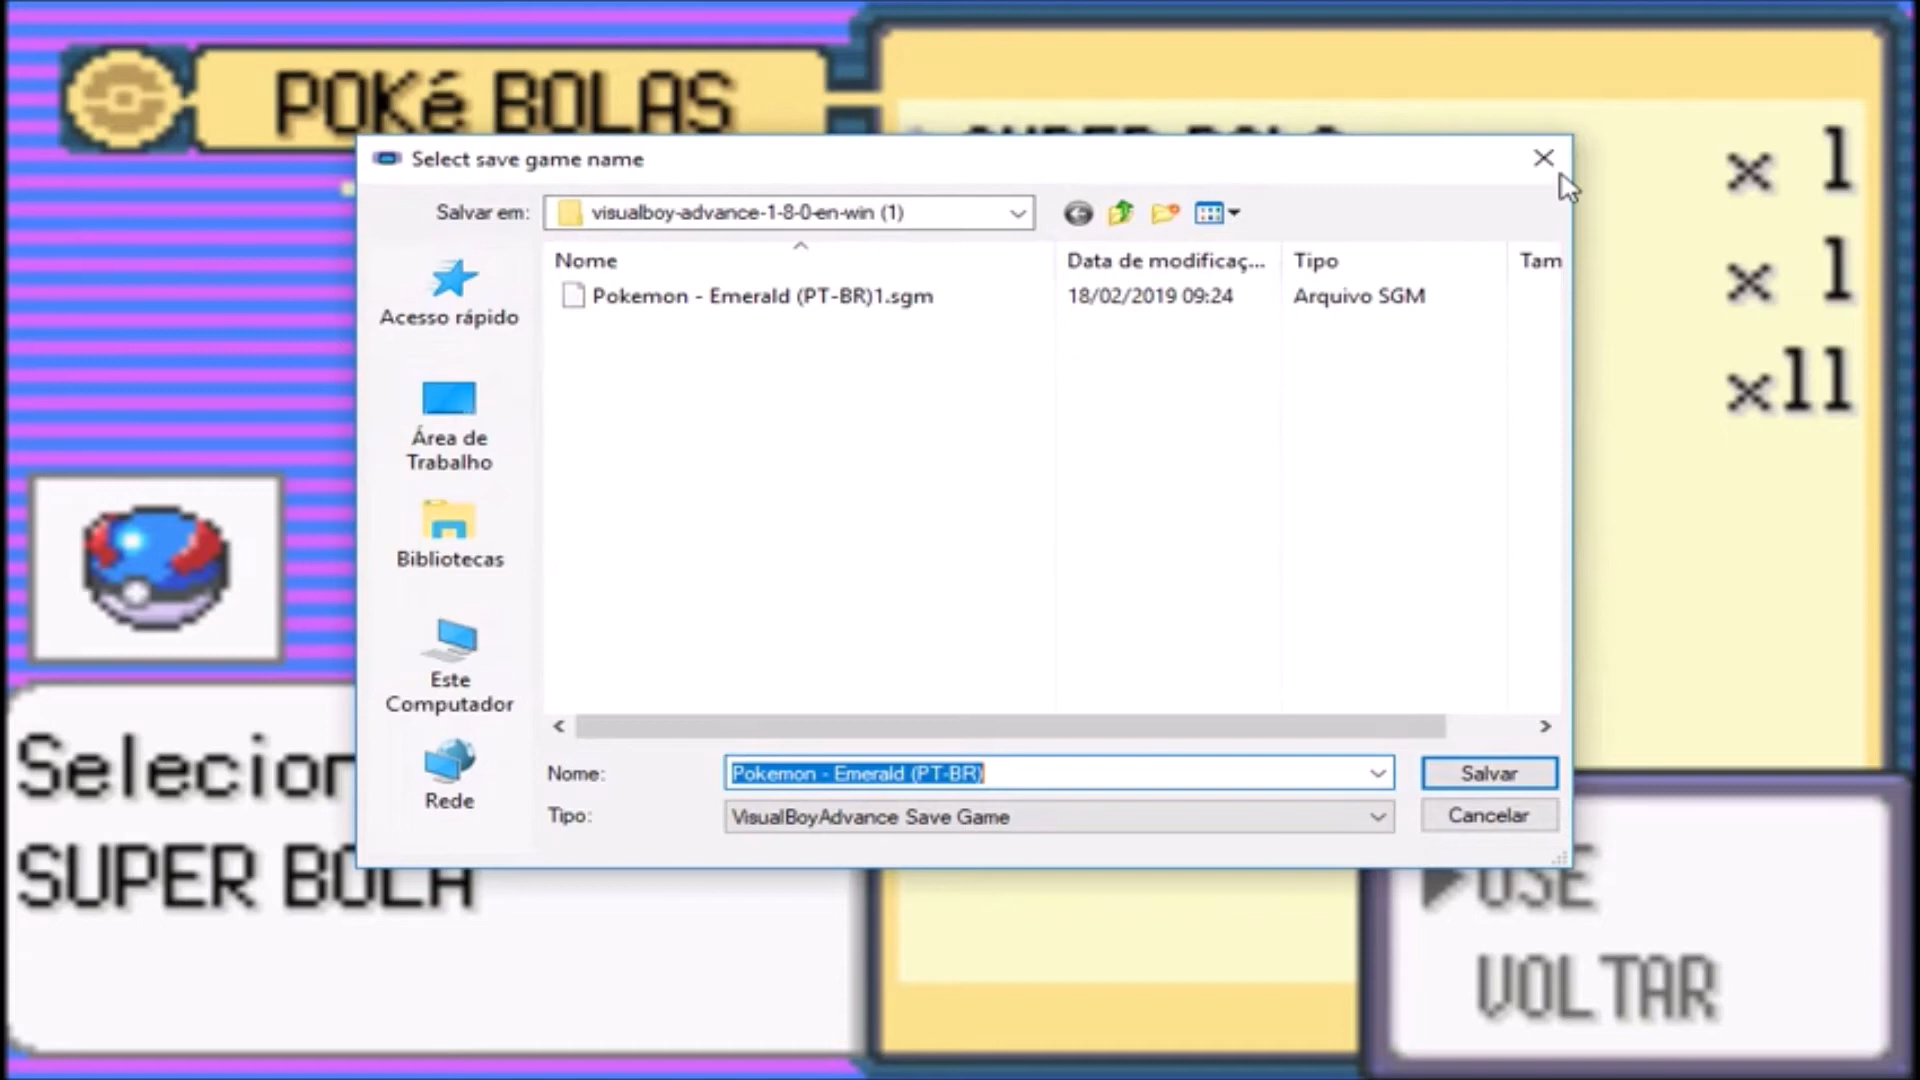 POKé BOLAS
x 1
x 1
x11
Select save game name
Salvar em:
visualboy-advance-1-8-0-en-win (1)
Nome
Data de modificaç...
Tipo
Tam
Pokemon - Emerald (PT-BR)1.sgm
18/02/2019 09:24
Arquivo SGM
Acesso rápido
Área de
Trabalho
Bibliotecas
Este
Computador
Rede
Nome:
Pokemon - Emerald (PT-BR)
Salvar
Tipo:
VisualBoyAdvance Save Game
Cancelar
Selecion
SUPER BOLA
USE
VOLTAR